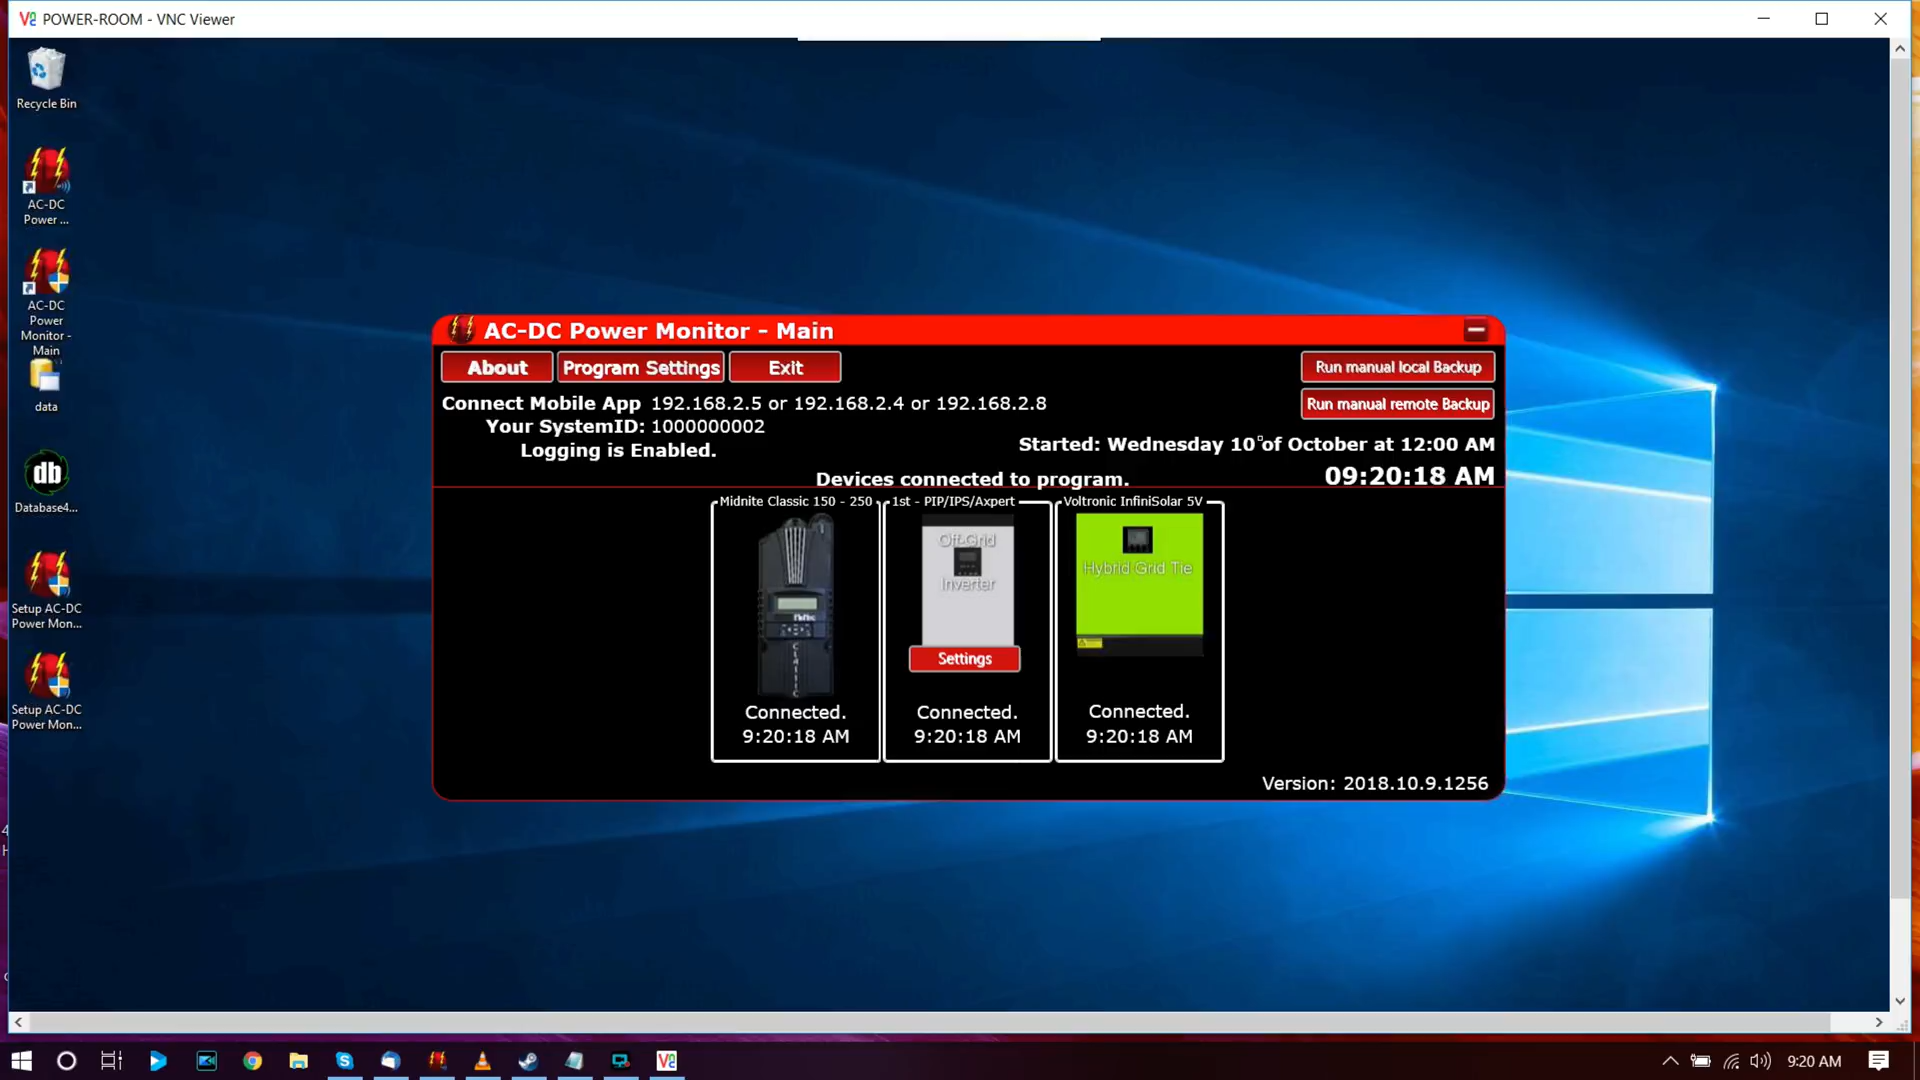 POWER-ROOM - VNC Viewer
Recycle Bin
AC-DC
Power ...
AC-DC
Power
Monitor -
Main
data
db
Database4...
Setup AC-DC
Power Mon...
Setup AC-DC
Power Mon...
AC-DC Power Monitor - Main
About
Program Settings
Exit
Run manual local Backup
Run manual remote Backup
Connect Mobile App 192.168.2.5 or 192.168.2.4 or 192.168.2.8
Your SystemID: 1000000002
Logging is Enabled.
Started: Wednesday 10 of October at 12:00 AM
Devices connected to program.
09:20:18 AM
Midnite Classic 150 - 250
CLASSIC
Connected.
9:20:18 AM
1st - PIP/IPS/Axpert
Off-Grid
Inverter
Settings
Connected.
9:20:18 AM
Voltronic InfiniSolar 5V
Hybrid Grid Tie
Connected.
9:20:18 AM
Version: 2018.10.9.1256
9:20 AM